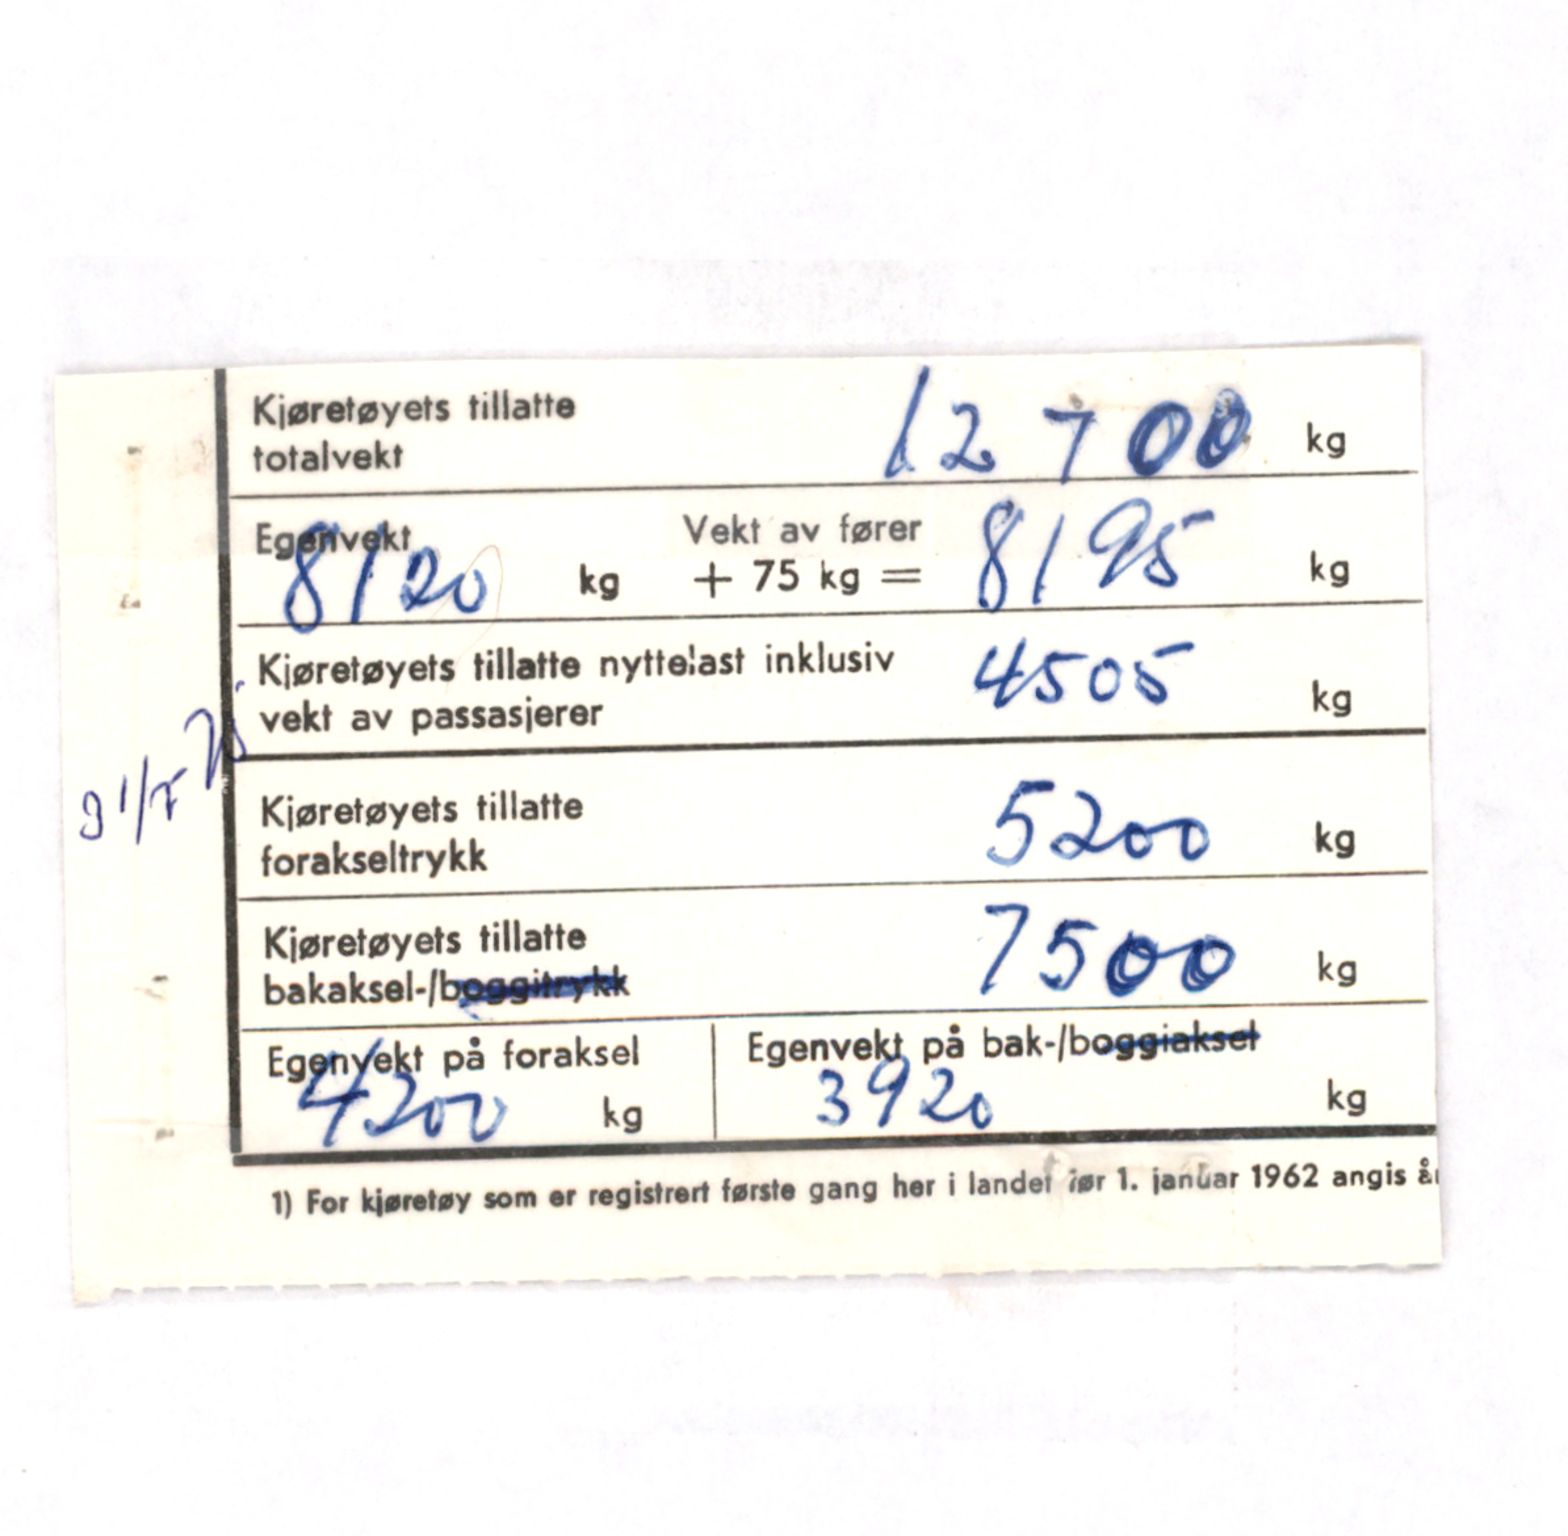 Kjøretøyets tillatte
totalvekt 12700 kg
Egenvekt Vekt av fører
8120 kg + 75 kg = 8195 kg
Kjøretøyets tillatte nyttelast inklusiv
vekt av passasjerer 4505 kg
Kjøretøyets tillatte
forakseltrykk 5200 kg
Kjøretøyets tillatte
bakaksel-/boggitrykk 7500 kg
Egenvekt på foraksel
4200 kg
Egenvekt på bak-/boggiaksel
3920 kg
1) For kjøretøy som er registrert første gang her i landet før 1. januar 1962 angis